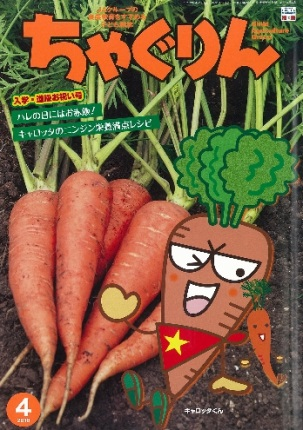 ちゃぐりん
入学・進級お祝い号
ハレの日にはお赤飯！
キャロッタのニンジン栄養満点レシピ
4
キャロッタくん